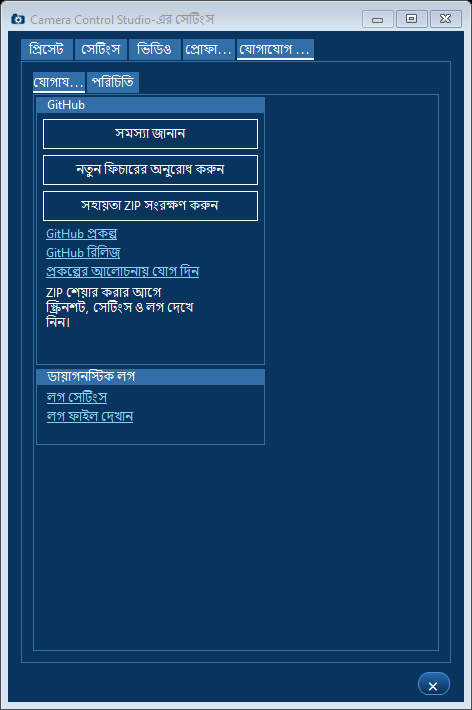 Camera Control Studio-এর সেটিংস
প্রিসেট সেটিংস ভিডিও প্রোফা... যোগাযোগ ...
যোগায... পরিচিতি
GitHub
সমস্যা জানান
নতুন ফিচারের অনুরোধ করুন
সহায়তা ZIP সংরক্ষণ করুন
GitHub প্রকল্প
GitHub রিলিজ
প্রকল্পের আলোচনায় যোগ দিন
ZIP শেয়ার করার আগে
স্ক্রিনশট, সেটিংস ও লগ দেখে
নিন।
ডায়াগনস্টিক লগ
লগ সেটিংস
লগ ফাইল দেখান